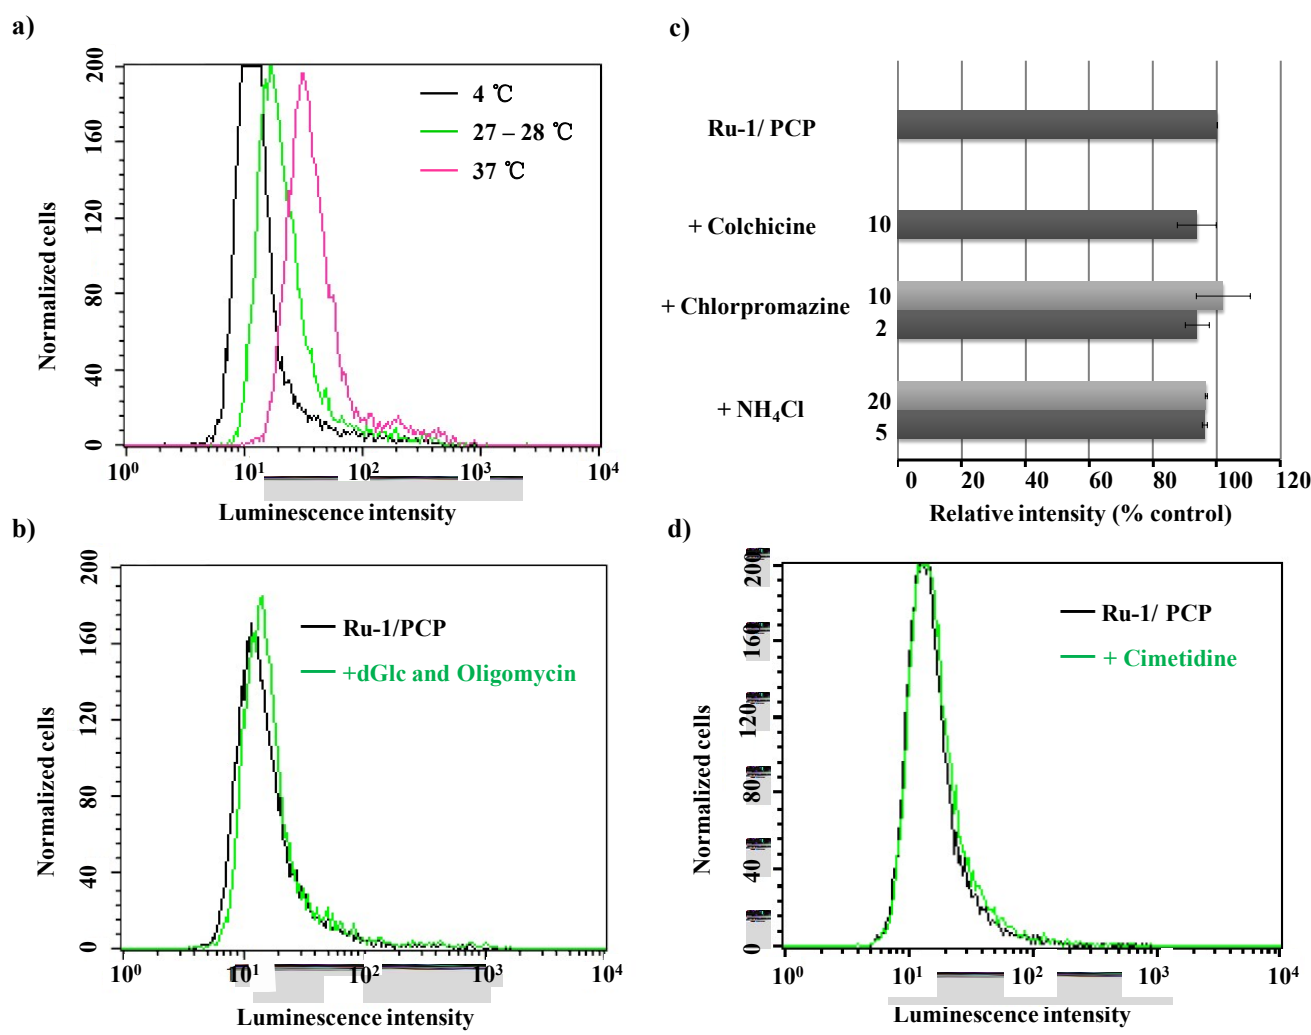 a)
200
160
120
80
40
0
Normalized cells
4 ℃
27 – 28 ℃
37 ℃
10⁰ 10¹ 10² 10³ 10⁴
Luminescence intensity
c)
Ru-1/ PCP
+ Colchicine 10
+ Chlorpromazine 10
2
+ NH₄Cl 20
5
0 20 40 60 80 100 120
Relative intensity (% control)
b)
200
160
120
80
40
0
Normalized cells
Ru-1/PCP
+dGlc and Oligomycin
10⁰ 10¹ 10² 10³ 10⁴
Luminescence intensity
d)
200
160
120
80
40
0
Normalized cells
Ru-1/ PCP
+ Cimetidine
10⁰ 10¹ 10² 10³ 10⁴
Luminescence intensity